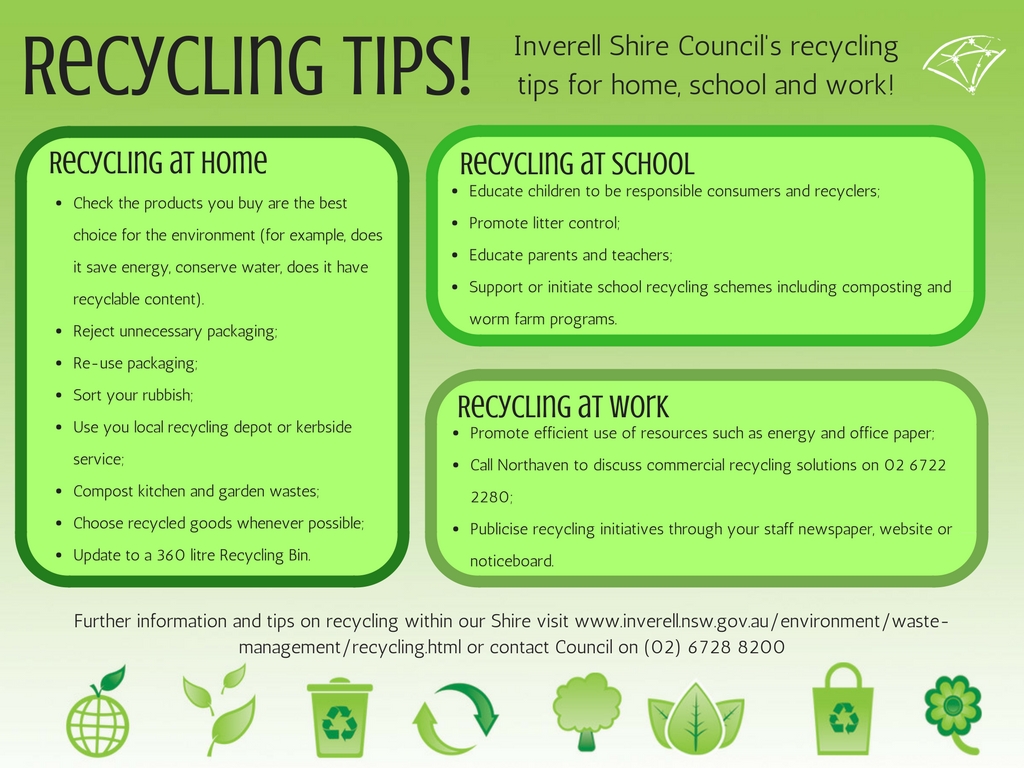 Recycling Tips!
Inverell Shire Council's recycling
tips for home, school and work!
Recycling at Home
• Check the products you buy are the best
choice for the environment (for example, does
it save energy, conserve water, does it have
recyclable content).
• Reject unnecessary packaging;
• Re-use packaging;
• Sort your rubbish;
• Use you local recycling depot or kerbside
service;
• Compost kitchen and garden wastes;
• Choose recycled goods whenever possible;
• Update to a 360 litre Recycling Bin.
Recycling at School
• Educate children to be responsible consumers and recyclers;
• Promote litter control;
• Educate parents and teachers;
• Support or initiate school recycling schemes including composting and
worm farm programs.
Recycling at Work
• Promote efficient use of resources such as energy and office paper;
• Call Northaven to discuss commercial recycling solutions on 02 6722
2280;
• Publicise recycling initiatives through your staff newspaper, website or
noticeboard.
Further information and tips on recycling within our Shire visit www.inverell.nsw.gov.au/environment/waste-
management/recycling.html or contact Council on (02) 6728 8200